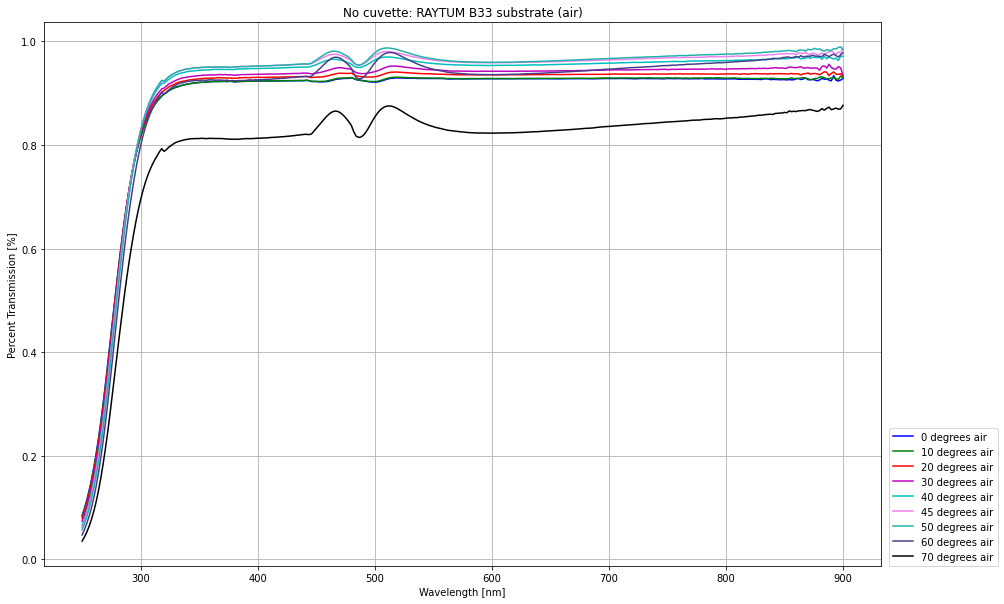 No cuvette: RAYTUM B33 substrate (air)
1.0
0.8
0.6
0.4
0.2
0.0
Percent Transmission [%]
300 400 500 600 700 800 900
Wavelength [nm]
0 degrees air
10 degrees air
20 degrees air
30 degrees air
40 degrees air
45 degrees air
50 degrees air
60 degrees air
70 degrees air